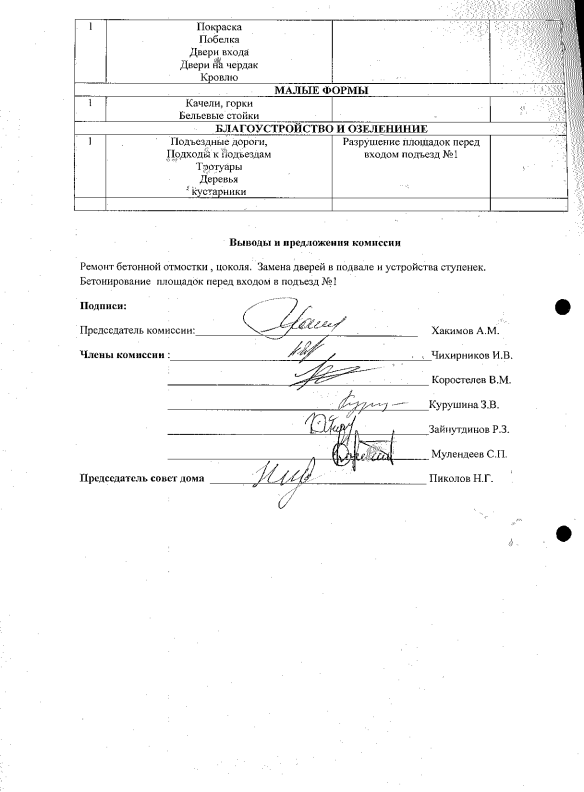 1 Покраска
Побелка
Двери входа
Двери на чердак
Кровлю
МАЛЫЕ ФОРМЫ
1 Качели, горки
Бельевые стойки
БЛАГОУСТРОЙСТВО И ОЗЕЛЕНИНИЕ
1 Подъездные дороги, Разрушение площадок перед
Подходы к подъездам входом подъезд №1
Тротуары
Деревья
кустарники
Выводы и предложения комиссии
Ремонт бетонной отмостки , цоколя. Замена дверей в подвале и устройства ступенек.
Бетонирование площадок перед входом в подъезд №1
Подписи:
Председатель комиссии: Хакимов А.М.
Члены комиссии : Чихирников И.В.
Коростелев В.М.
Курушина З.В.
Зайнутдинов Р.З.
Мулендеев С.П.
Председатель совет дома Пиколов Н.Г.